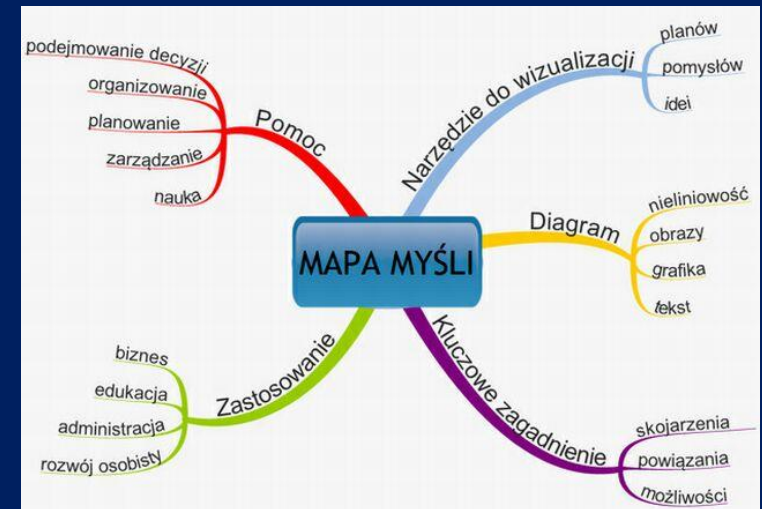 MAPA MYŚLI
Narzędzie do wizualizacji
planów
pomysłów
idei
Diagram
nieliniowość
obrazy
grafika
tekst
Kluczowe zagadnienie
skojarzenia
powiązania
możliwości
Zastosowanie
biznes
edukacja
administracja
rozwój osobisty
Pomoc
podejmowanie decyzji
organizowanie
planowanie
zarządzanie
nauka